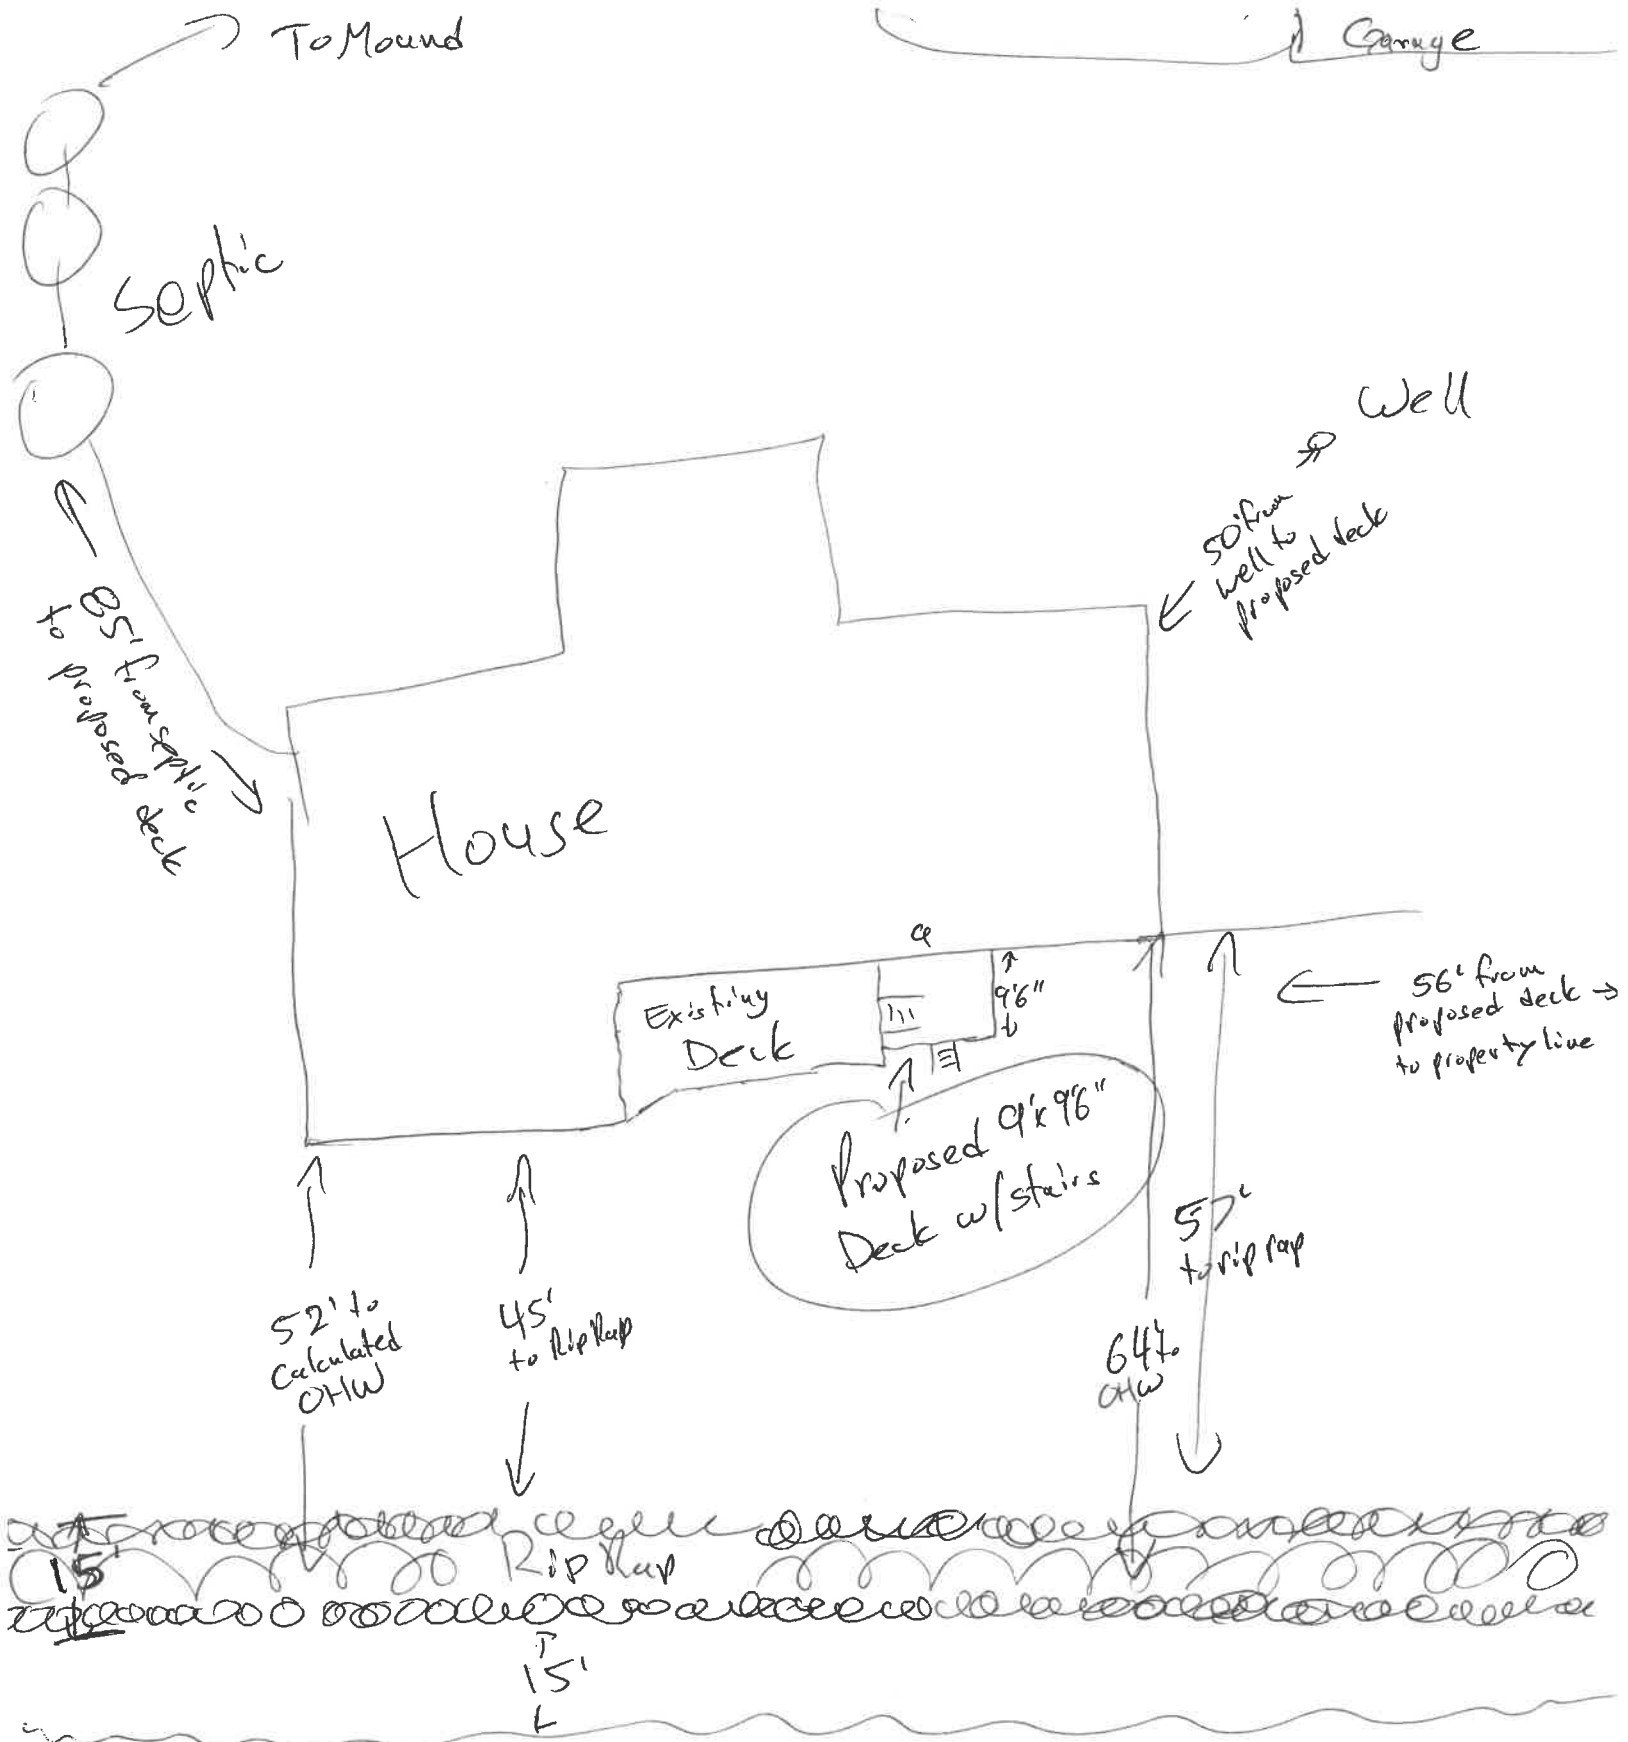 To Mound
Garage
Septic
Well
50' from
well to
proposed deck
85' from septic
to proposed deck
House
9
Existing
Deck
9'6"
56' from
proposed deck
to property line
Proposed 9'x9'6"
Deck w/stairs
57'
to rip rap
52' to
Calculated
OHW
45'
to RipRap
64' to
OHW
Rip Rap
15'
15'